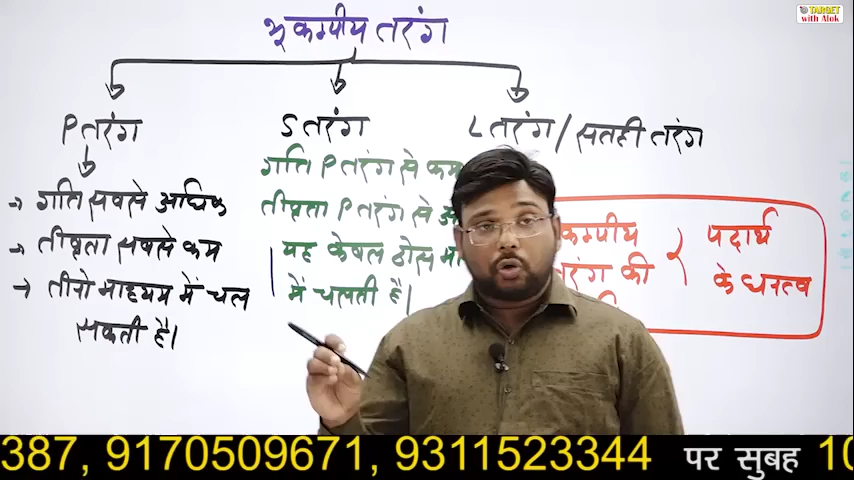 TARGET
with Alok
भूकम्पीय तरंग
P तरंग
S तरंग
L तरंग / सतही तरंग
→ गति सबसे अधिक
→ तीव्रता सबसे कम
→ तीनो माध्यम में चल
सकती है।
गति P तरंग से कम
तीव्रता P तरंग से
यह केवल ठोस
में चलती है।
कम्पीय
तरंग की
पदार्थ
के घनत्व
387, 9170509671, 9311523344 पर सुबह 10